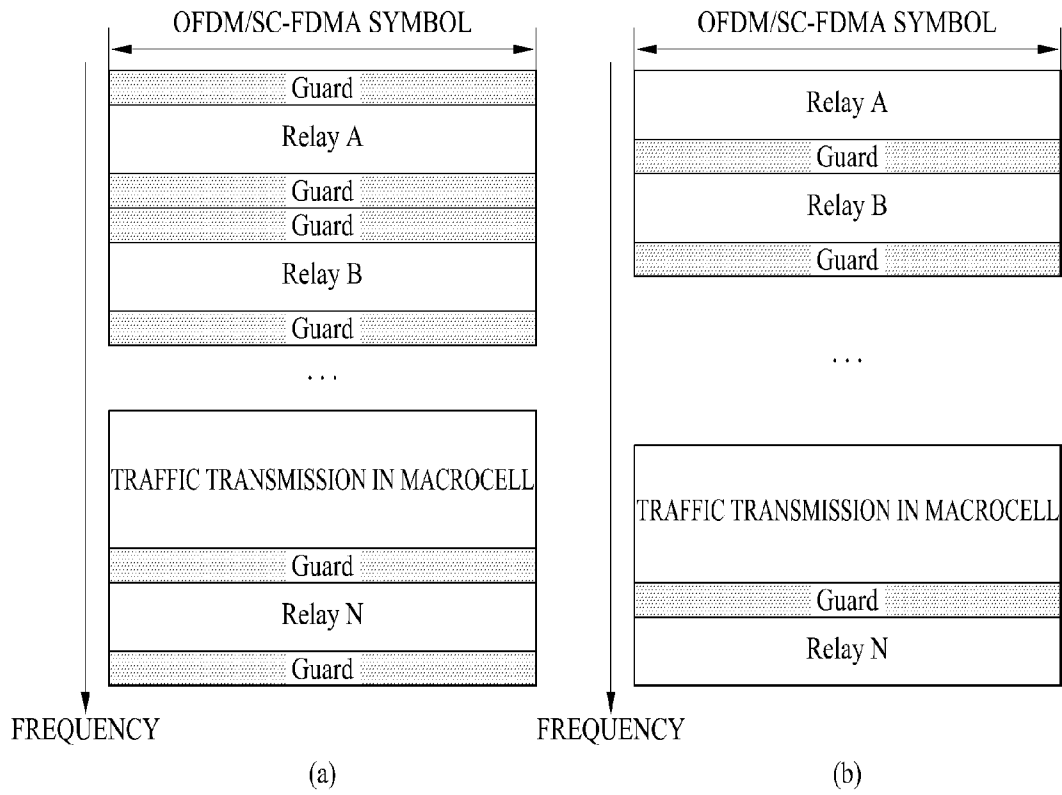 OFDM/SC-FDMA SYMBOL
Guard
Relay A
Guard
Guard
Relay B
Guard
. . .
TRAFFIC TRANSMISSION IN MACROCELL
Guard
Relay N
Guard
FREQUENCY
(a)
OFDM/SC-FDMA SYMBOL
Relay A
Guard
Relay B
Guard
. . .
TRAFFIC TRANSMISSION IN MACROCELL
Guard
Relay N
FREQUENCY
(b)